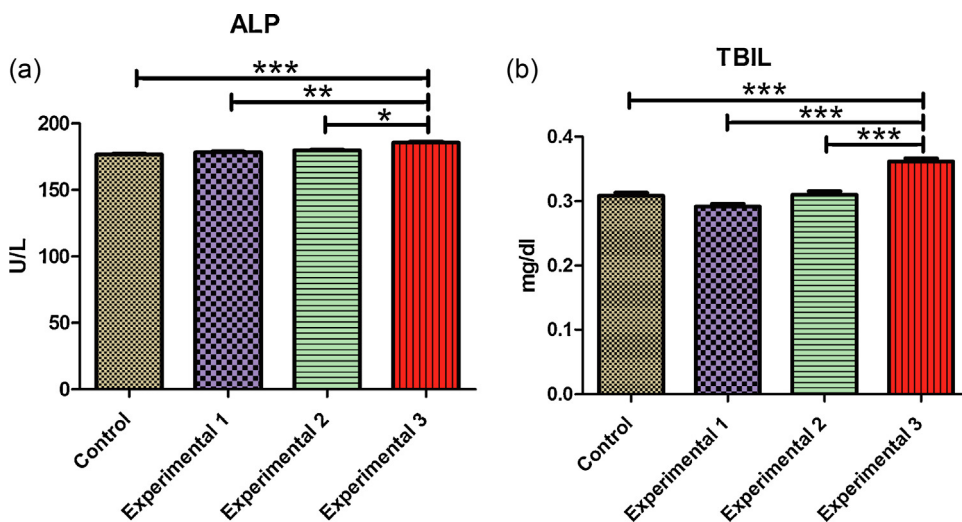 ALP
(a)
***
**
*
200
150
100
50
0
U/L
Control
Experimental 1
Experimental 2
Experimental 3
TBIL
(b)
***
***
***
0.4
0.3
0.2
0.1
0.0
mg/dl
Control
Experimental 1
Experimental 2
Experimental 3